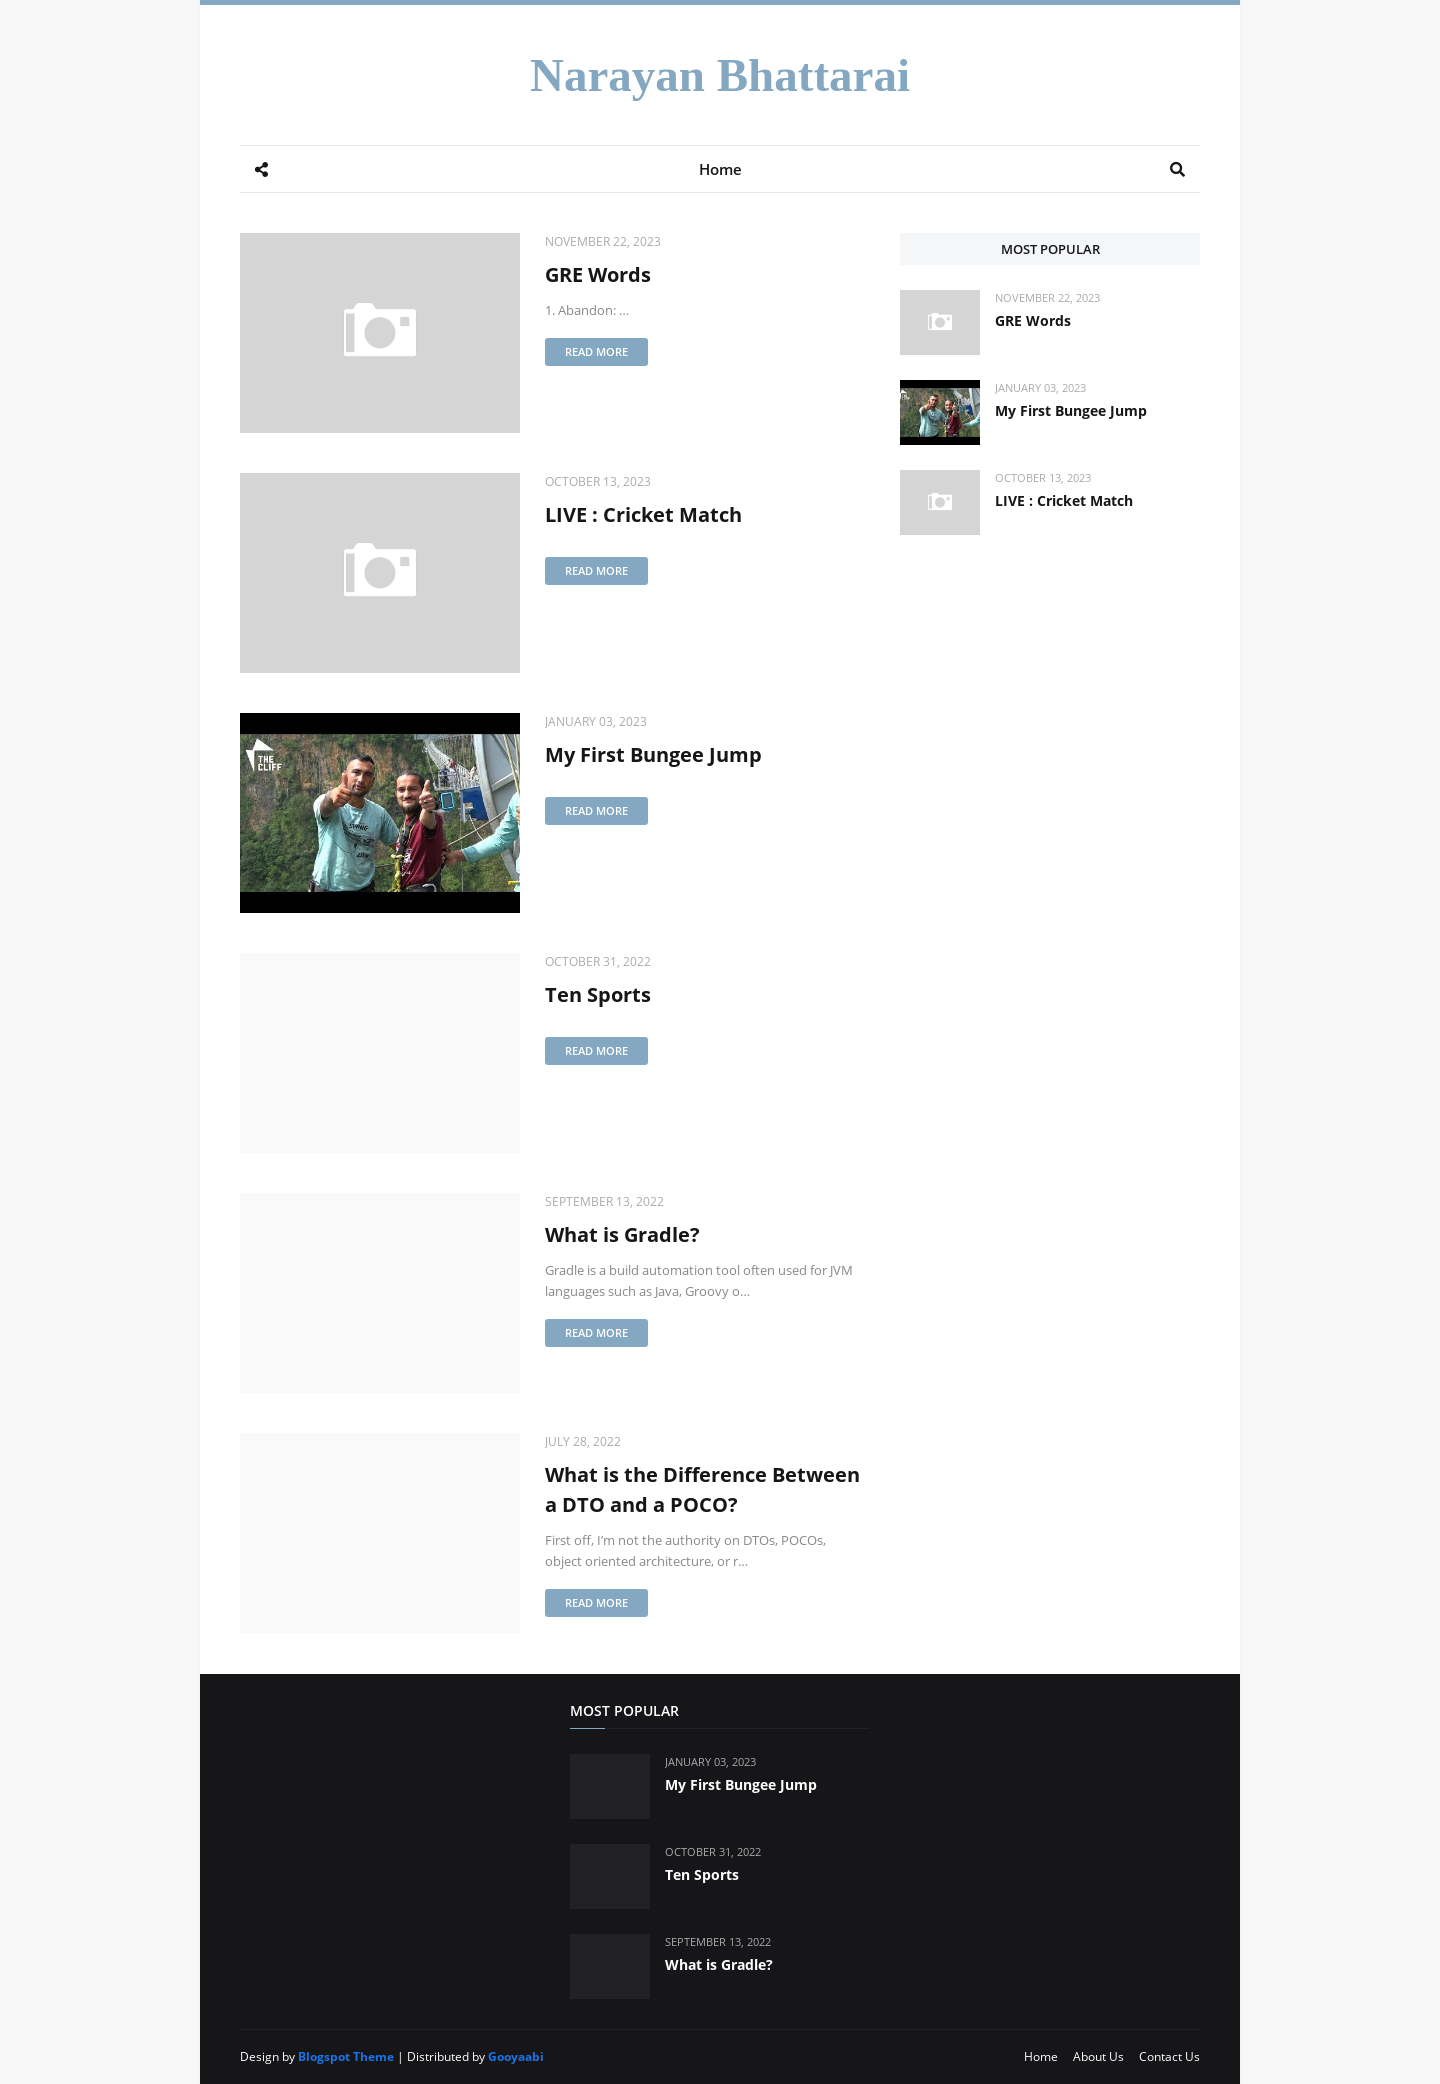 Narayan Bhattarai
Home
NOVEMBER 22, 2023
GRE Words
1. Abandon: ...
READ MORE
OCTOBER 13, 2023
LIVE : Cricket Match
READ MORE
THE
CLIFF
SWING
JANUARY 03, 2023
My First Bungee Jump
READ MORE
OCTOBER 31, 2022
Ten Sports
READ MORE
SEPTEMBER 13, 2022
What is Gradle?
Gradle is a build automation tool often used for JVM
languages such as Java, Groovy o...
READ MORE
JULY 28, 2022
What is the Difference Between
a DTO and a POCO?
First off, I’m not the authority on DTOs, POCOs,
object oriented architecture, or r...
READ MORE
MOST POPULAR
NOVEMBER 22, 2023
GRE Words
JANUARY 03, 2023
My First Bungee Jump
OCTOBER 13, 2023
LIVE : Cricket Match
MOST POPULAR
JANUARY 03, 2023
My First Bungee Jump
OCTOBER 31, 2022
Ten Sports
SEPTEMBER 13, 2022
What is Gradle?
Design by Blogspot Theme | Distributed by Gooyaabi
Home About Us Contact Us